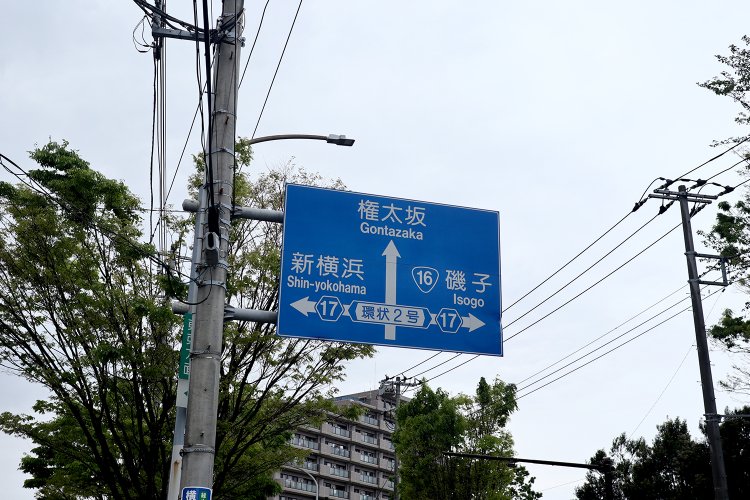 権太坂
Gontazaka
新横浜
Shin-yokohama
16
磯子
Isogo
17
環状2号
17
横